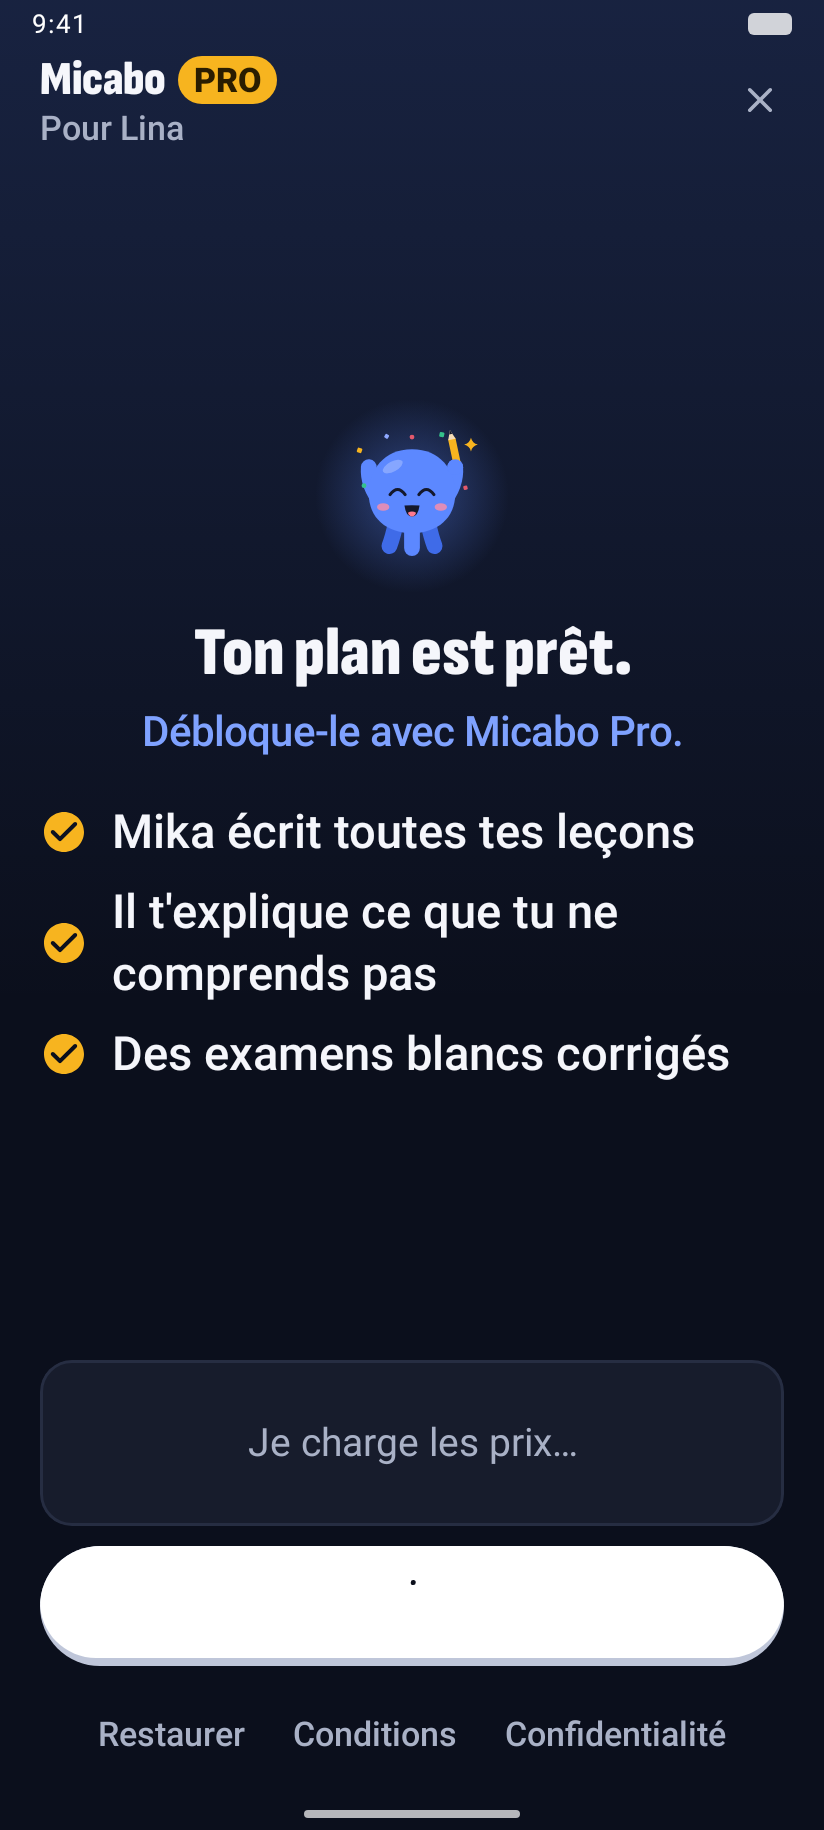 9:41
Micabo PRO
Pour Lina
Ton plan est prêt.
Débloque-le avec Micabo Pro.
Mika écrit toutes tes leçons
Il t'explique ce que tu ne
comprends pas
Des examens blancs corrigés
Je charge les prix…
Restaurer Conditions Confidentialité